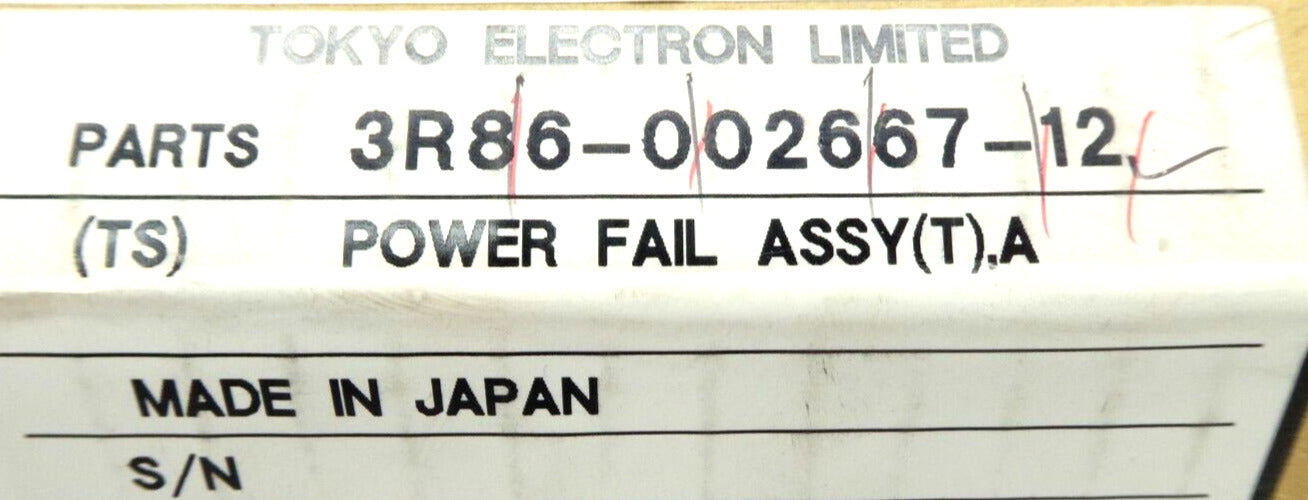 TOKYO ELECTRON LIMITED
PARTS 3R86-002667-12
(TS) POWER FAIL ASSY(T),A
MADE IN JAPAN
S/N